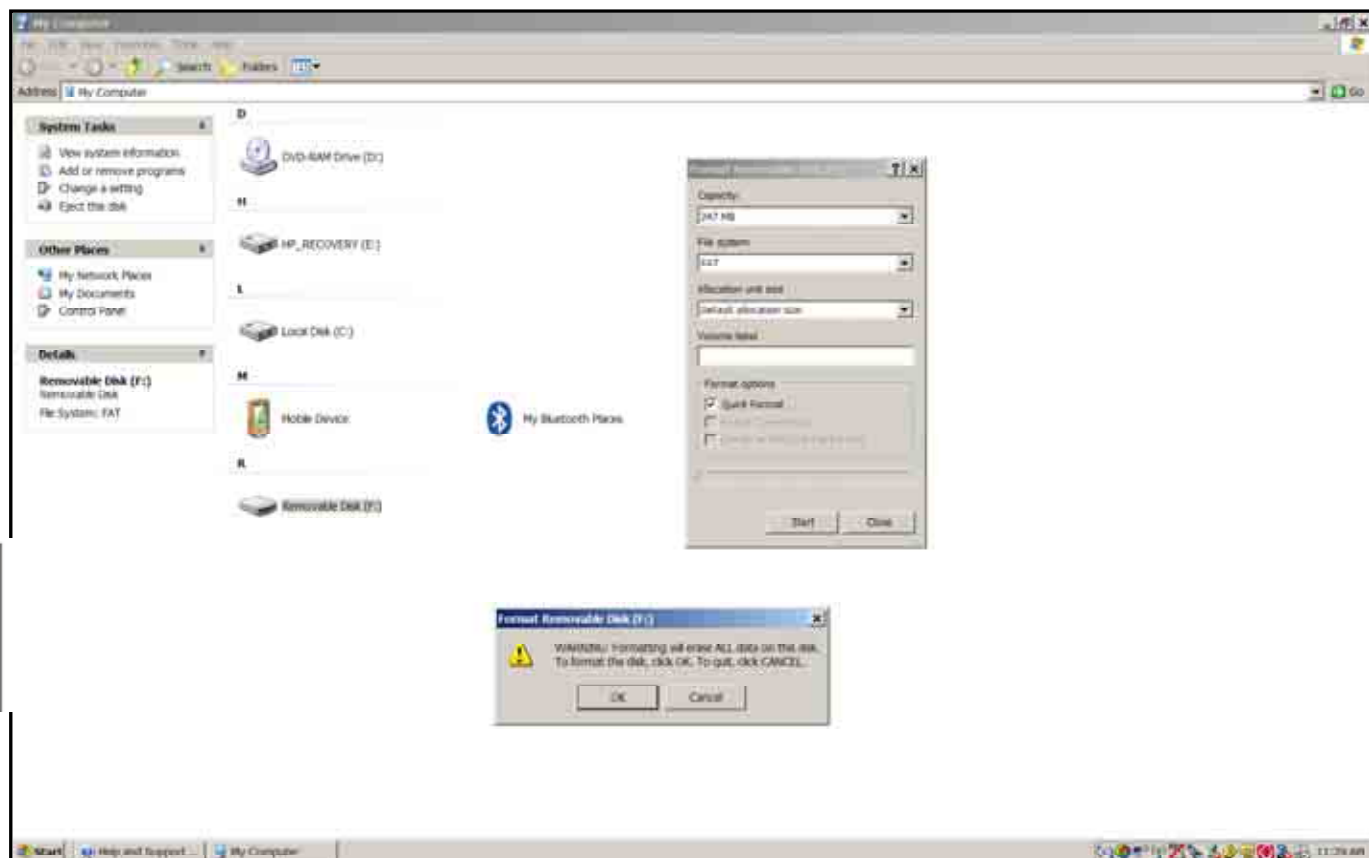 My Computer
Search Folders
Address My Computer Go
System Tasks
View system information
Add or remove programs
Change a setting
Eject this disk
Other Places
My Network Places
My Documents
Control Panel
Details
Removable Disk (F:)
Removable Disk
File System: FAT
D
DVD-RAM Drive (D:)
H
HP_RECOVERY (E:)
L
Local Disk (C:)
M
Mobile Device
My Bluetooth Places
R
Removable Disk (F:)
Capacity:
247 MB
File system
FAT
Allocation unit size
Default allocation size
Volume label
Format options
Quick Format
Start Close
Format Removable Disk (F:)
WARNING: Formatting will erase ALL data on this disk.
To format the disk, click OK. To quit, click CANCEL.
OK Cancel
Start Help and Support ... My Computer 11:29 AM